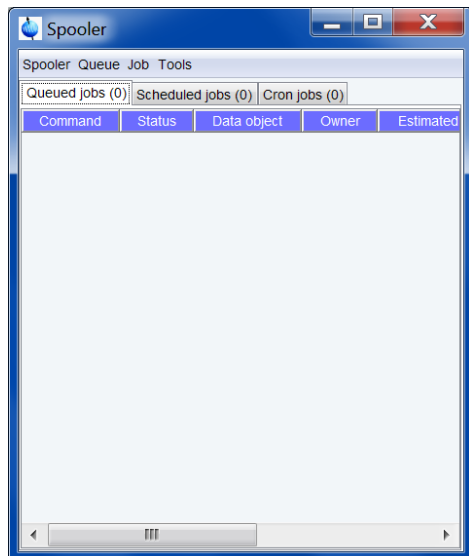 Spooler
Spooler Queue Job Tools
Queued jobs (0) Scheduled jobs (0) Cron jobs (0)
Command Status Data object Owner Estimated